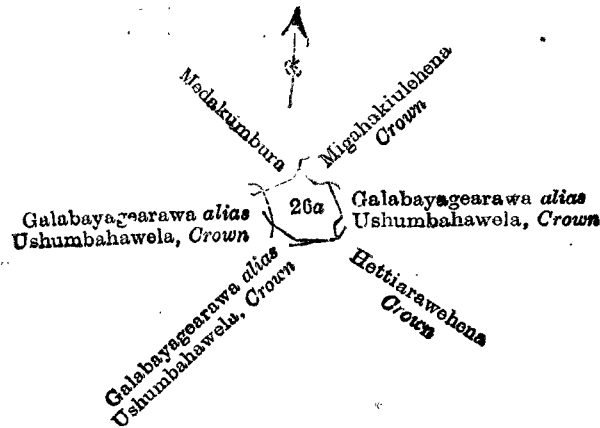 Medakumbura
Migahakiulehena
Crown
26a
Galabayagearawa alias
Ushumbahawela, Crown
Galabayagearawa alias
Ushumbahawela, Crown
Galabayagearawa alias
Ushumbahawela, Crown
Hettiarawehena
Crown